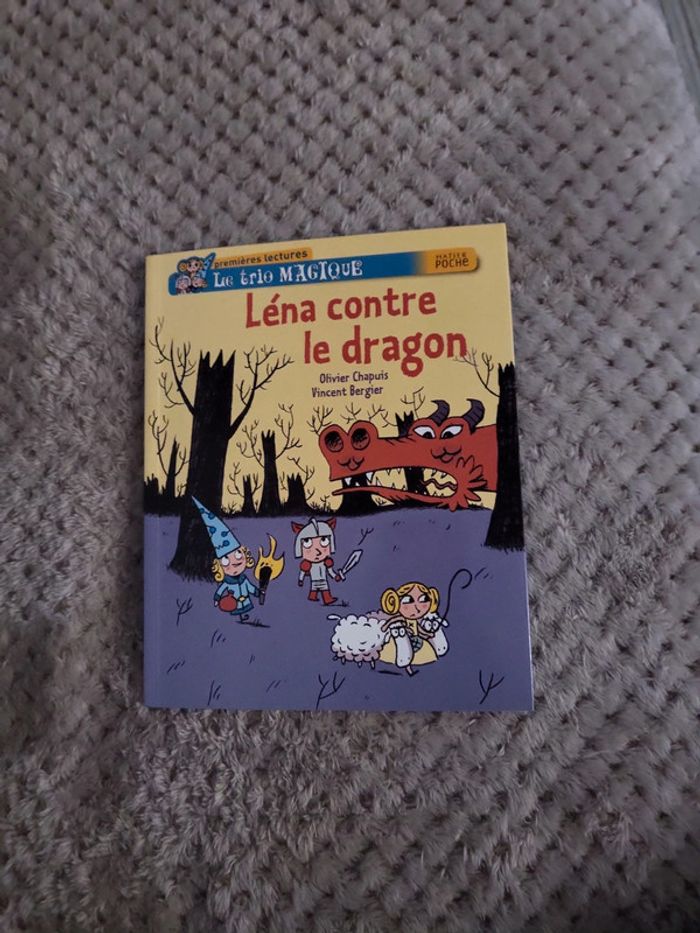 premières lectures
Le trio MAGIQUE
HATIER
POCHE
Léna contre
le dragon
Olivier Chapuis
Vincent Bergier